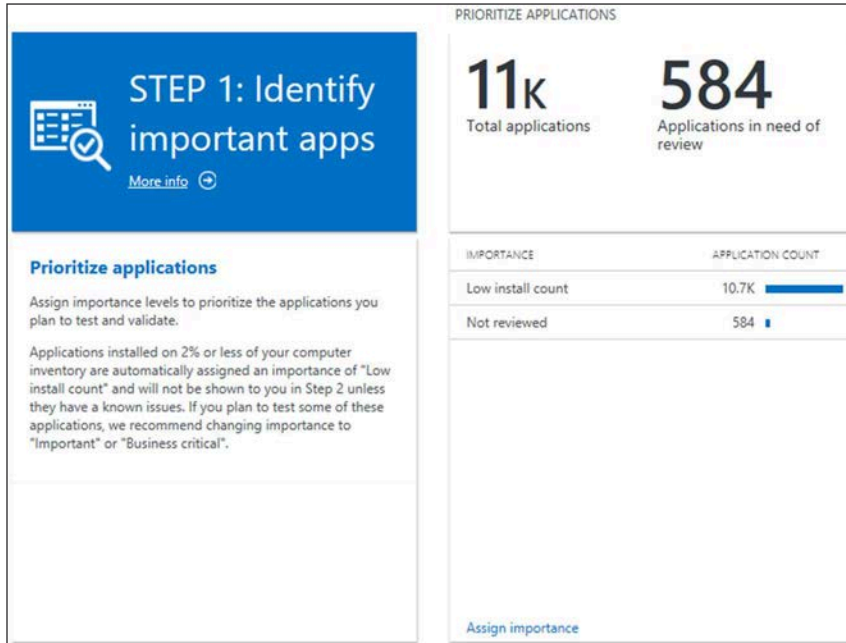 PRIORITIZE APPLICATIONS
STEP 1: Identify
important apps
More info
Prioritize applications
Assign importance levels to prioritize the applications you
plan to test and validate.
Applications installed on 2% or less of your computer
inventory are automatically assigned an importance of "Low
install count" and will not be shown to you in Step 2 unless
they have a known issues. If you plan to test some of these
applications, we recommend changing importance to
"Important" or "Business critical".
11K
Total applications
584
Applications in need of
review
IMPORTANCE APPLICATION COUNT
Low install count 10.7K
Not reviewed 584
Assign importance